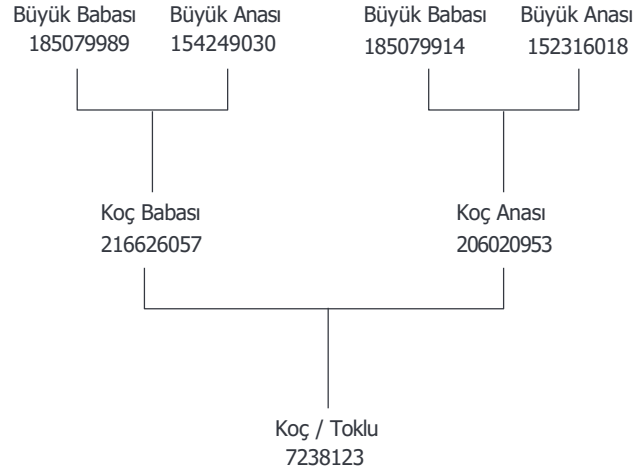 Büyük Babası
185079989
Büyük Anası
154249030
Büyük Babası
185079914
Büyük Anası
152316018
Koç Babası
216626057
Koç Anası
206020953
Koç / Toklu
7238123